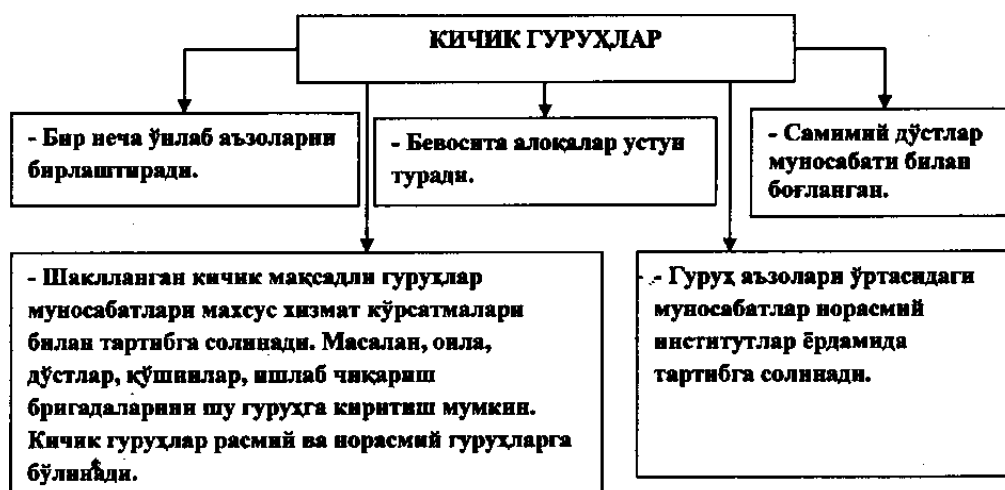 КИЧИК ГУРУҲЛАР
- Бир неча ўнлаб аъзоларни
бирлаштиради.
- Бевосита алоқалар устун
туради.
- Самимий дўстлар
муносабати билан
боғланган.
- Шаклланган кичик мақсадли гуруҳлар
муносабатлари махсус хизмат кўрсатмалари
билан тартибга солинади. Масалан, оила,
дўстлар, қўшнилар, ишлаб чиқариш
бригадаларини шу гуруҳга киритиш мумкин.
Кичик гуруҳлар расмий ва норасмий гуруҳларга
бўлинади.
- Гуруҳ аъзолари ўртасидаги
муносабатлар норасмий
институтлар ёрдамида
тартибга солинади.